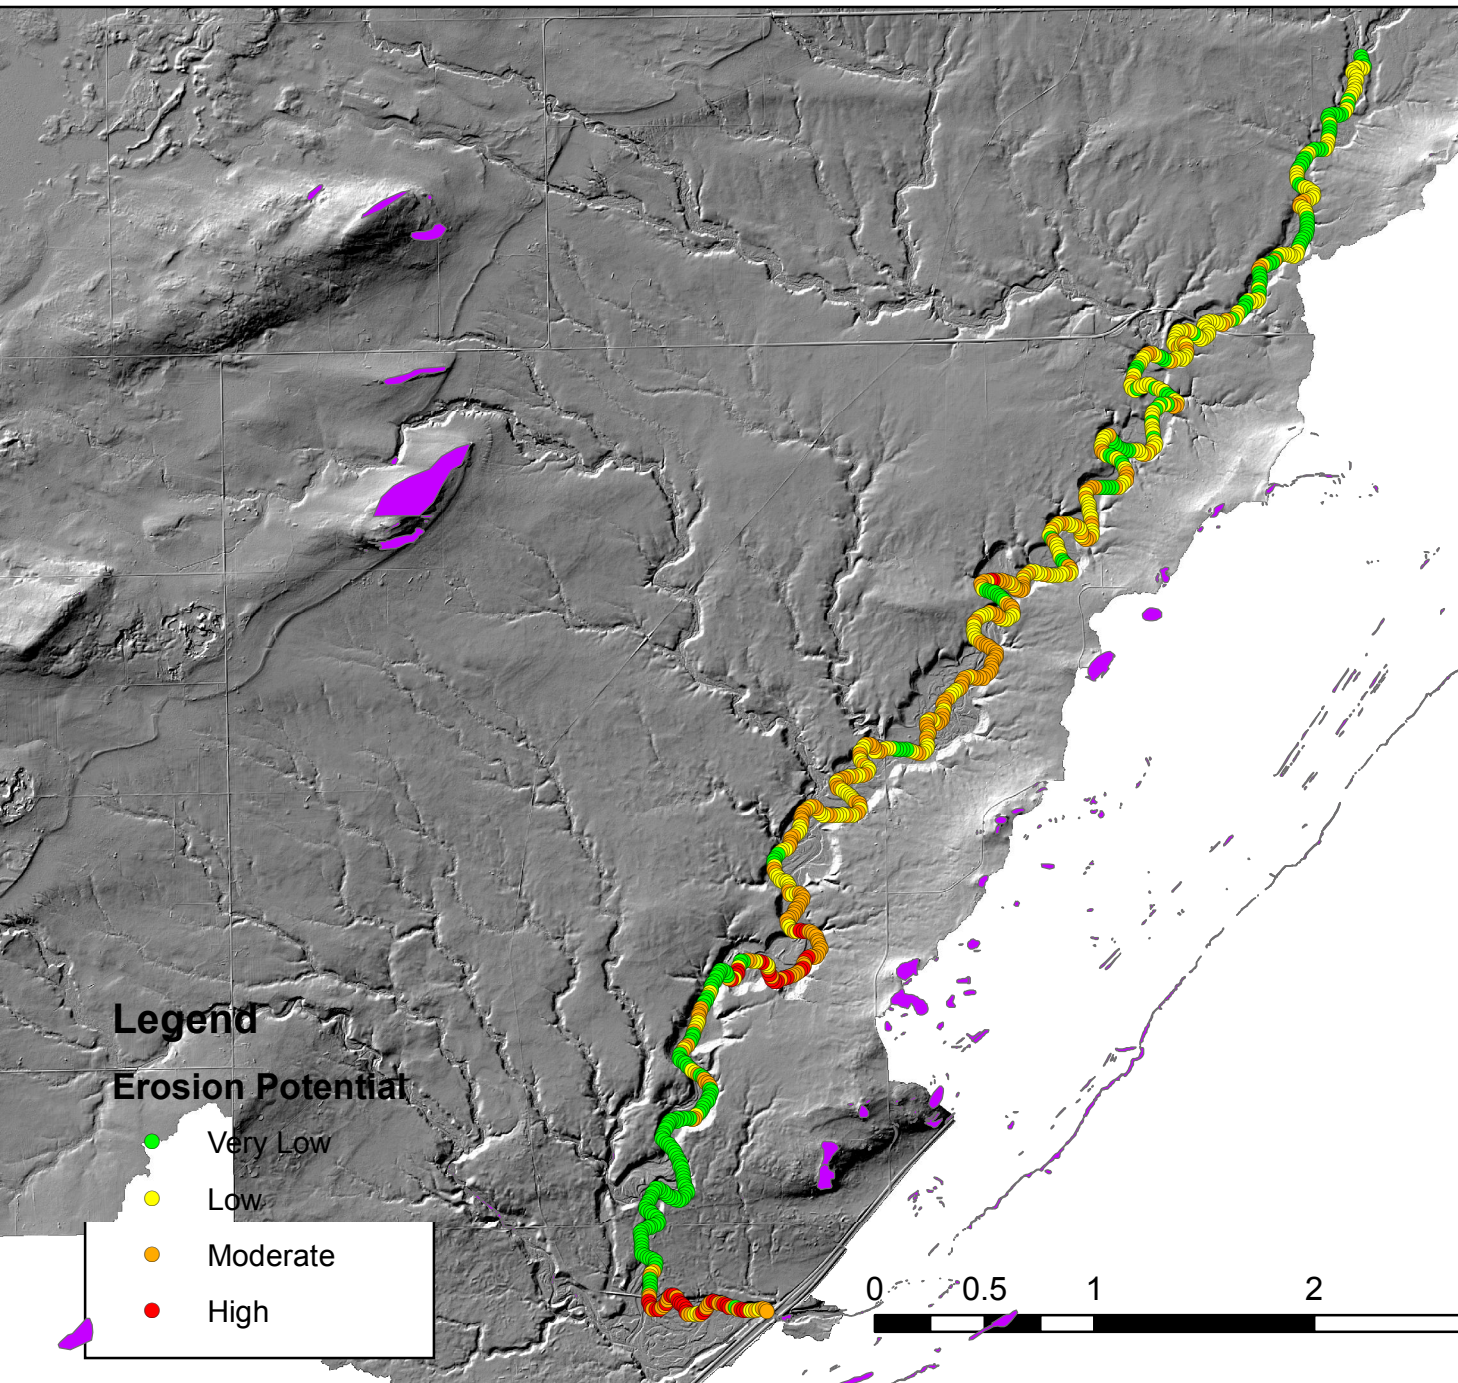 Legend
Erosion Potential
Very Low
Low
Moderate
High
0 0.5 1 2